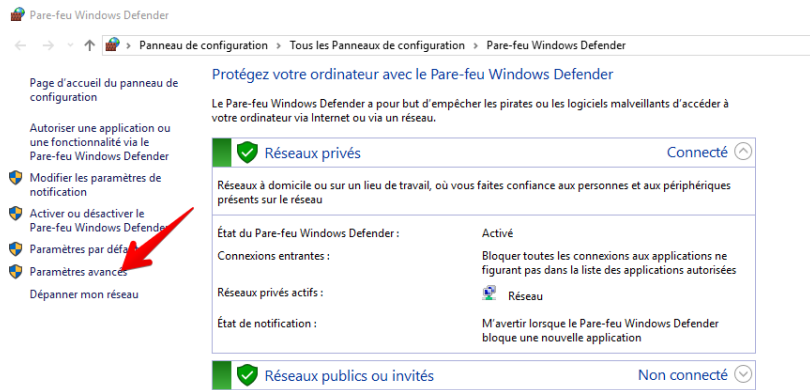 Pare-feu Windows Defender
Panneau de configuration > Tous les Panneaux de configuration > Pare-feu Windows Defender
Page d'accueil du panneau de
configuration
Autoriser une application ou
une fonctionnalité via le
Pare-feu Windows Defender
Modifier les paramètres de
notification
Activer ou désactiver le
Pare-feu Windows Defender
Paramètres par
Paramètres avancés
Dépanner mon réseau
Protégez votre ordinateur avec le Pare-feu Windows Defender
Le Pare-feu Windows Defender a pour but d'empêcher les pirates ou les logiciels malveillants d'accéder à
votre ordinateur via Internet ou via un réseau.
Réseaux privés Connecté
Réseaux à domicile ou sur un lieu de travail, où vous faites confiance aux personnes et aux périphériques
présents sur le réseau
État du Pare-feu Windows Defender : Activé
Connexions entrantes : Bloquer toutes les connexions aux applications ne
figurant pas dans la liste des applications autorisées
Réseaux privés actifs : Réseau
État de notification : M'avertir lorsque le Pare-feu Windows Defender
bloque une nouvelle application
Réseaux publics ou invités Non connecté